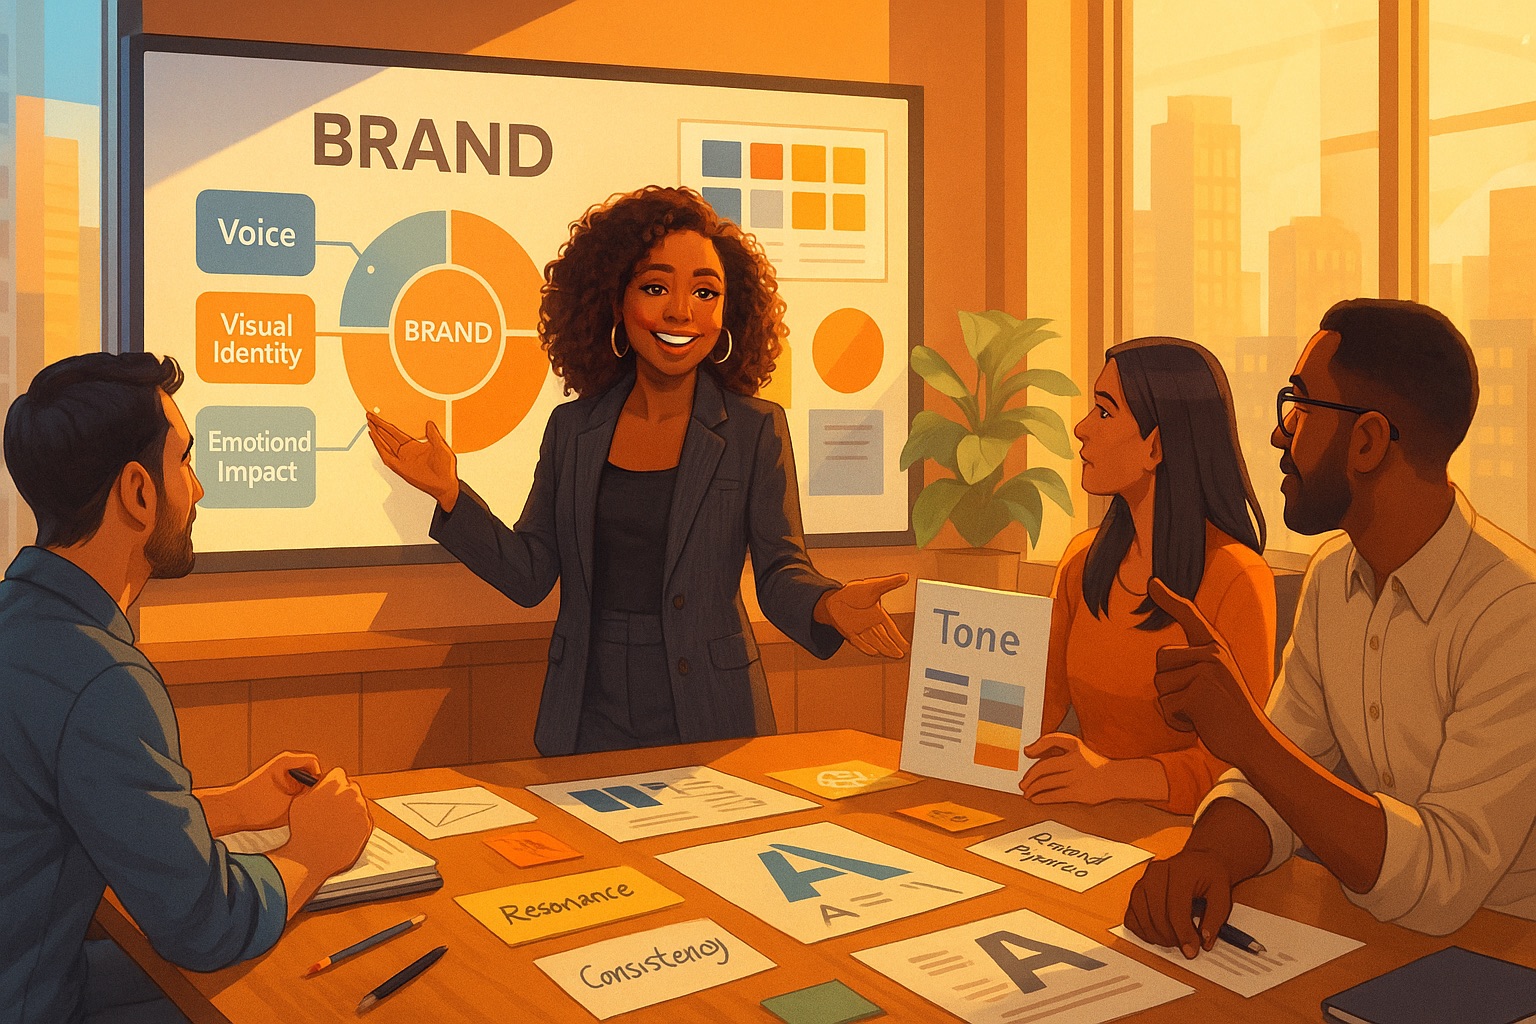 BRAND
Voice
Visual
Identity
Emotiond
Impact
BRAND
Tone
Resonance
Consistency
A
A
A